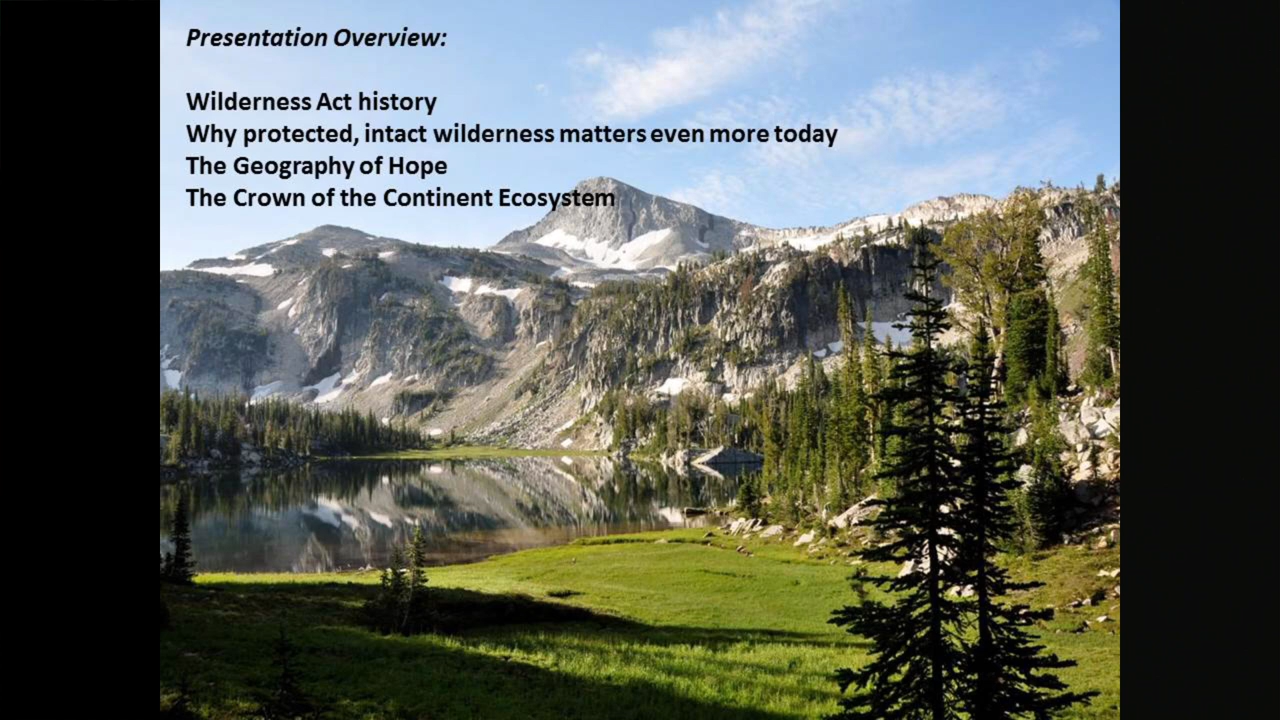 Presentation Overview:
Wilderness Act history
Why protected, intact wilderness matters even more today
The Geography of Hope
The Crown of the Continent Ecosystem